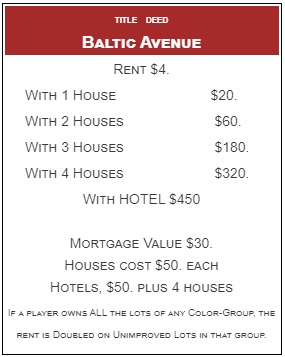 TITLE DEED
BALTIC AVENUE
RENT $4.
WITH 1 HOUSE $20.
WITH 2 HOUSES $60.
WITH 3 HOUSES $180.
WITH 4 HOUSES $320.
WITH HOTEL $450
MORTGAGE VALUE $30.
HOUSES COST $50. EACH
HOTELS, $50. PLUS 4 HOUSES
IF A PLAYER OWNS ALL THE LOTS OF ANY COLOR-GROUP, THE
RENT IS DOUBLED ON UNIMPROVED LOTS IN THAT GROUP.